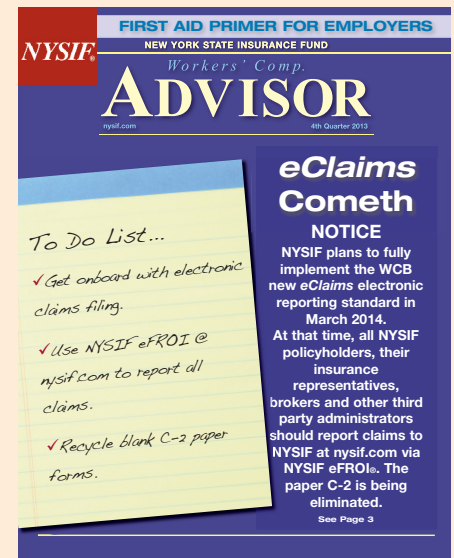 FIRST AID PRIMER FOR EMPLOYERS
NYSIF®
NEW YORK STATE INSURANCE FUND
Workers' Comp.
ADVISOR
nysif.com
4th Quarter 2013
To Do List...
✓Get onboard with electronic
claims filing.
✓Use NYSIF eFROI @
nysif.com to report all
claims.
✓Recycle blank C-2 paper
forms.
eClaims
Cometh
NOTICE
NYSIF plans to fully
implement the WCB
new eClaims electronic
reporting standard in
March 2014.
At that time, all NYSIF
policyholders, their
insurance
representatives,
brokers and other third
party administrators
should report claims to
NYSIF at nysif.com via
NYSIF eFROI®. The
paper C-2 is being
eliminated.
See Page 3